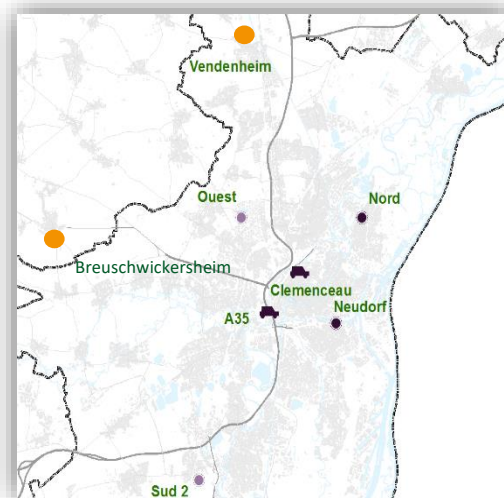 Vendenheim
Ouest
Nord
Breuschwickersheim
Clemenceau
A35
Neudorf
Sud 2